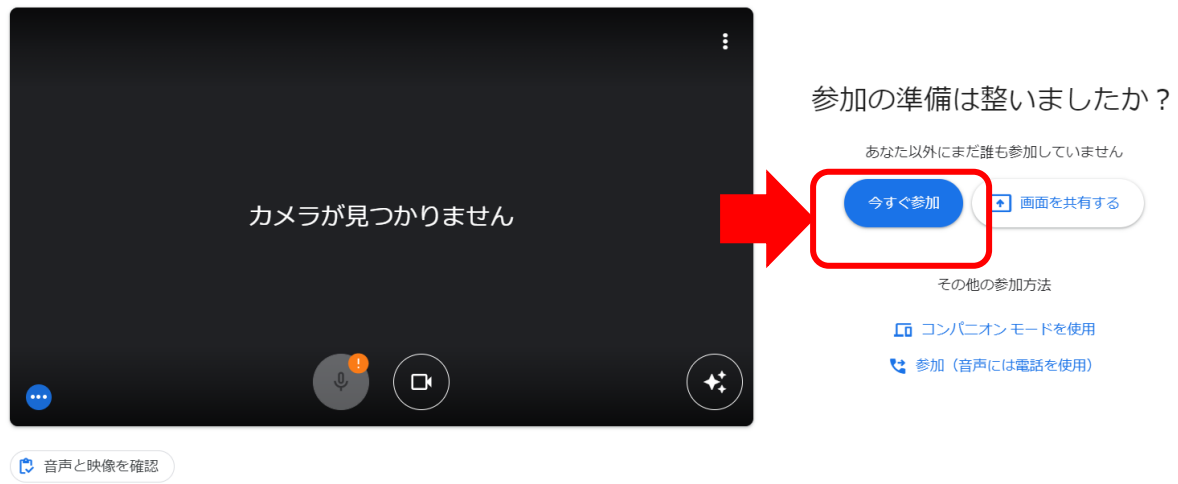 カメラが見つかりません
音声と映像を確認
参加の準備は整いましたか？
あなた以外にまだ誰も参加していません
今すぐ参加
画面を共有する
その他の参加方法
コンパニオン モードを使用
参加（音声には電話を使用）